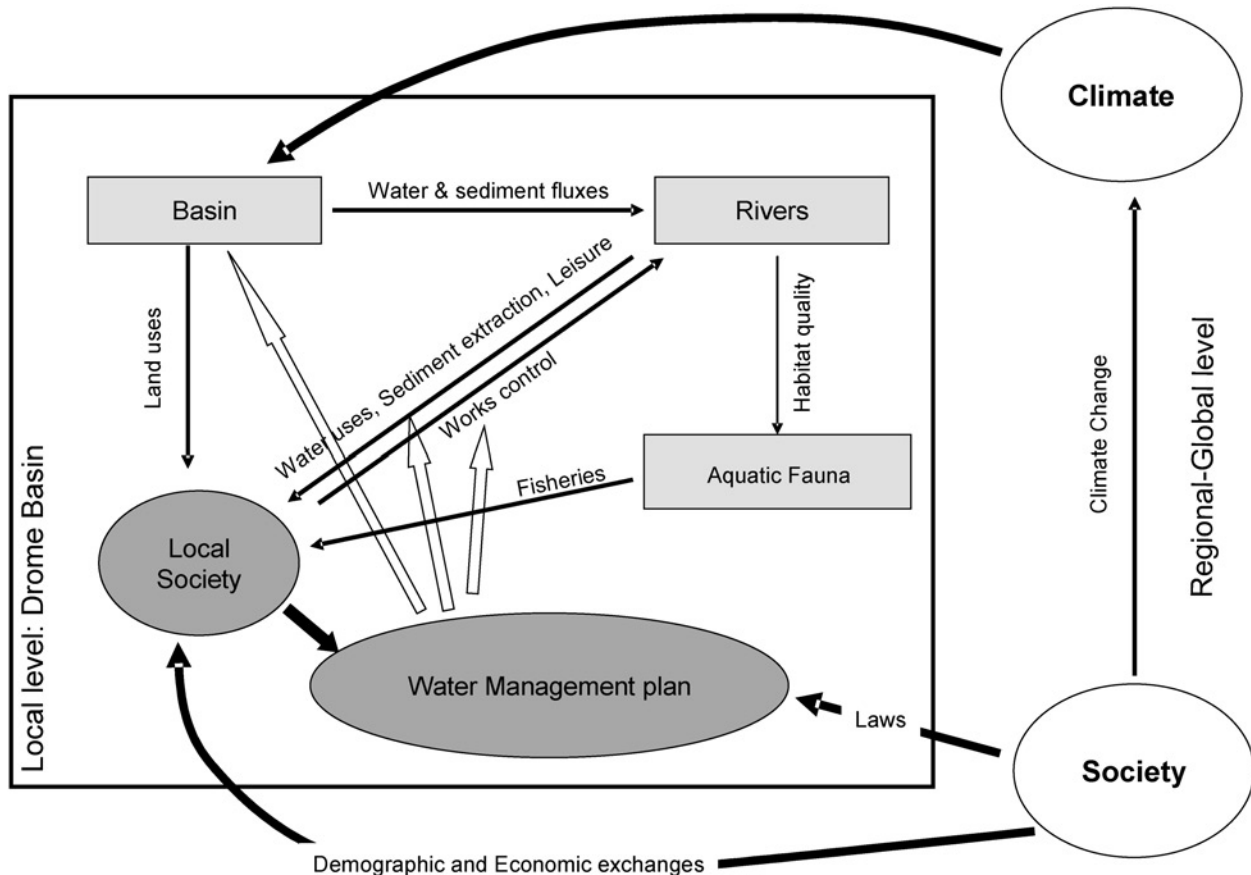 Climate
Basin
Water & sediment fluxes
Rivers
Land uses
Water uses, Sediment extraction, Leisure
Works control
Habitat quality
Aquatic Fauna
Fisheries
Local
Society
Water Management plan
Local level: Drome Basin
Climate Change
Regional-Global level
Laws
Society
Demographic and Economic exchanges